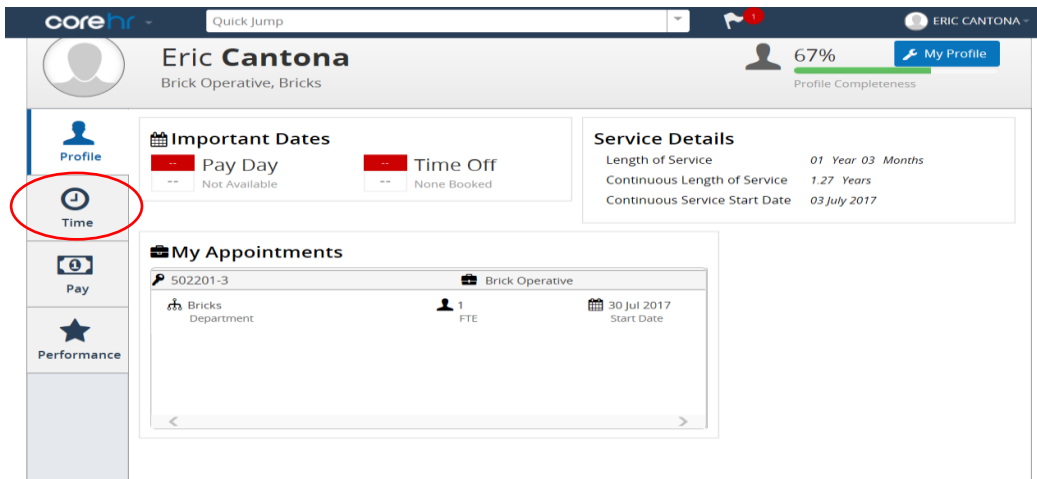 corehr
Quick Jump
1
ERIC CANTONA
Eric Cantona
Brick Operative, Bricks
67%
Profile Completeness
My Profile
Profile
Time
Pay
Performance
Important Dates
-- Pay Day
-- Not Available
-- Time Off
-- None Booked
Service Details
Length of Service 01 Year 03 Months
Continuous Length of Service 1.27 Years
Continuous Service Start Date 03 July 2017
My Appointments
502201-3 Brick Operative
Bricks
Department
1
FTE
30 Jul 2017
Start Date